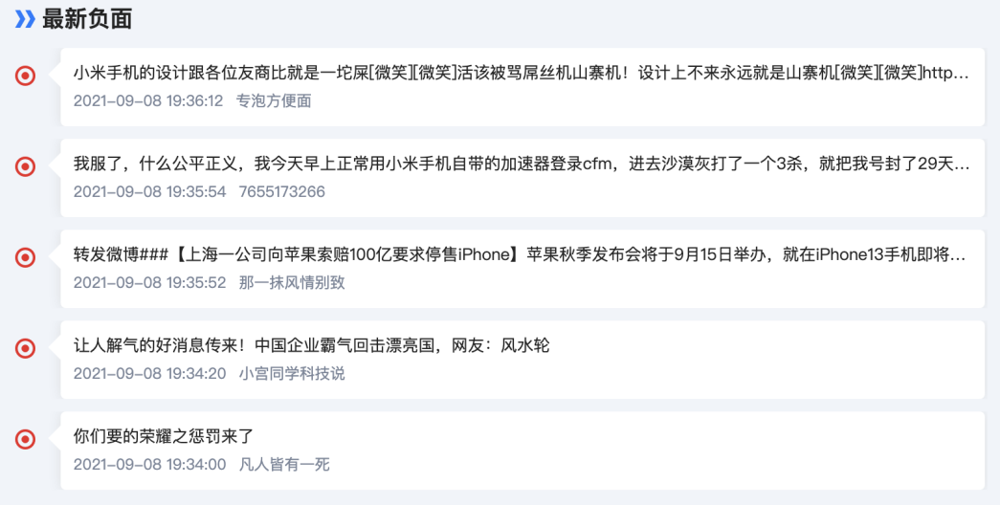 最新负面
小米手机的设计跟各位友商比就是一坨屎[微笑][微笑]活该被骂屌丝机山寨机！设计上不来永远就是山寨机[微笑][微笑]http...
2021-09-08 19:36:12 专泡方便面
我服了，什么公平正义，我今天早上正常用小米手机自带的加速器登录cfm，进去沙漠灰打了一个3杀，就把我号封了29天...
2021-09-08 19:35:54 7655173266
转发微博###【上海一公司向苹果索赔100亿要求停售iPhone】苹果秋季发布会将于9月15日举办，就在iPhone13手机即将...
2021-09-08 19:35:52 那一抹风情别致
让人解气的好消息传来！中国企业霸气回击漂亮国，网友：风水轮
2021-09-08 19:34:20 小宫同学科技说
你们要的荣耀之惩罚来了
2021-09-08 19:34:00 凡人皆有一死